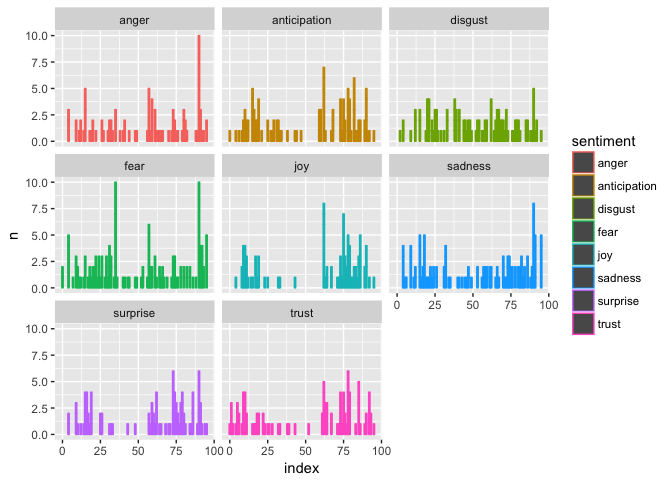 anger anticipation disgust
10.0
7.5
5.0
2.5
0.0
fear joy sadness
10.0
7.5
5.0
2.5
0.0
0 25 50 75 100
surprise trust
10.0
7.5
5.0
2.5
0.0
0 25 50 75 100 0 25 50 75 100
n
index
sentiment
anger
anticipation
disgust
fear
joy
sadness
surprise
trust